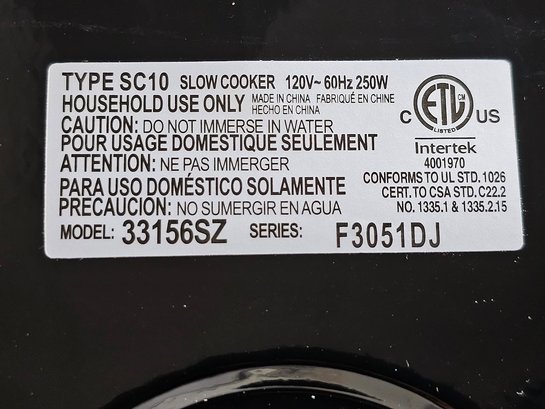 TYPE SC10 SLOW COOKER 120V~ 60Hz 250W
HOUSEHOLD USE ONLY MADE IN CHINA FABRIQUÉ EN CHINE
HECHO EN CHINA
CAUTION: DO NOT IMMERSE IN WATER
POUR USAGE DOMESTIQUE SEULEMENT
ATTENTION: NE PAS IMMERGER
PARA USO DOMÉSTICO SOLAMENTE
PRECAUCIÓN: NO SUMERGIR EN AGUA
MODEL: 33156SZ SERIES: F3051DJ
C ETL CM US
LISTED
Intertek
4001970
CONFORMS TO UL STD. 1026
CERT. TO CSA STD. C22.2
NO. 1335.1 & 1335.2.15